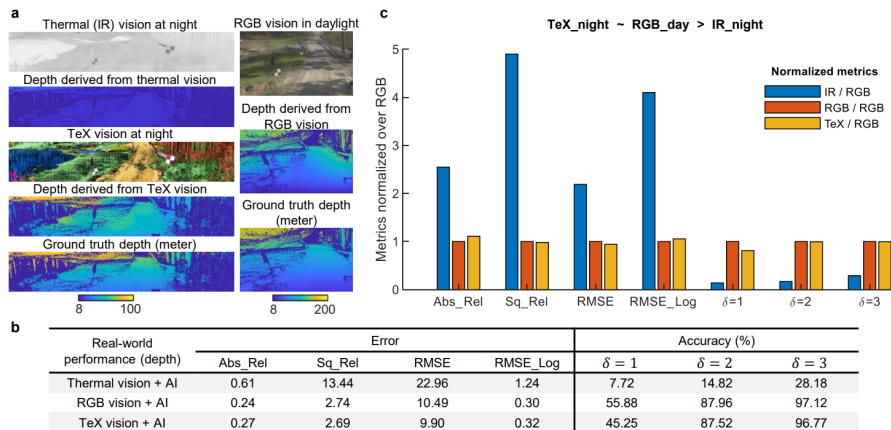 a
Thermal (IR) vision at night
Depth derived from thermal vision
TeX vision at night
Depth derived from TeX vision
Ground truth depth (meter)
8 100
RGB vision in daylight
Depth derived from
RGB vision
Ground truth depth
(meter)
8 200
c
TeX_night ~ RGB_day > IR_night
Metrics normalized over RGB
5
4
3
2
1
0
Normalized metrics
IR / RGB
RGB / RGB
TeX / RGB
Abs_Rel Sq_Rel RMSE RMSE_Log δ=1 δ=2 δ=3
b
Real-world performance (depth) Error Accuracy (%)
Abs_Rel Sq_Rel RMSE RMSE_Log δ = 1 δ = 2 δ = 3
Thermal vision + AI 0.61 13.44 22.96 1.24 7.72 14.82 28.18
RGB vision + AI 0.24 2.74 10.49 0.30 55.88 87.96 97.12
TeX vision + AI 0.27 2.69 9.90 0.32 45.25 87.52 96.77